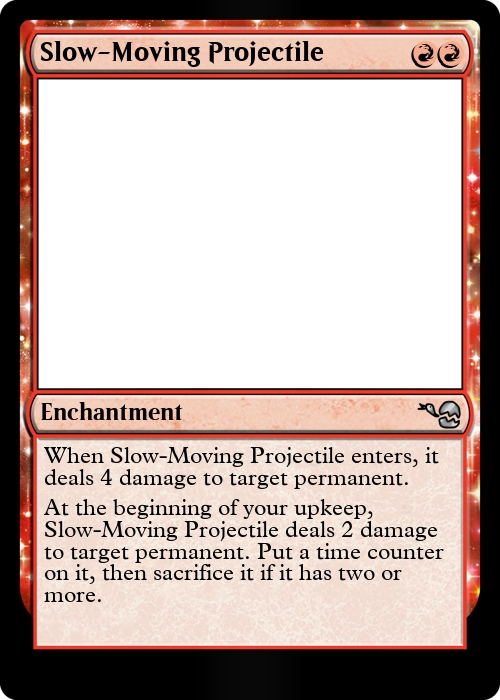 Slow-Moving Projectile
Enchantment
When Slow-Moving Projectile enters, it
deals 4 damage to target permanent.
At the beginning of your upkeep,
Slow-Moving Projectile deals 2 damage
to target permanent. Put a time counter
on it, then sacrifice it if it has two or
more.